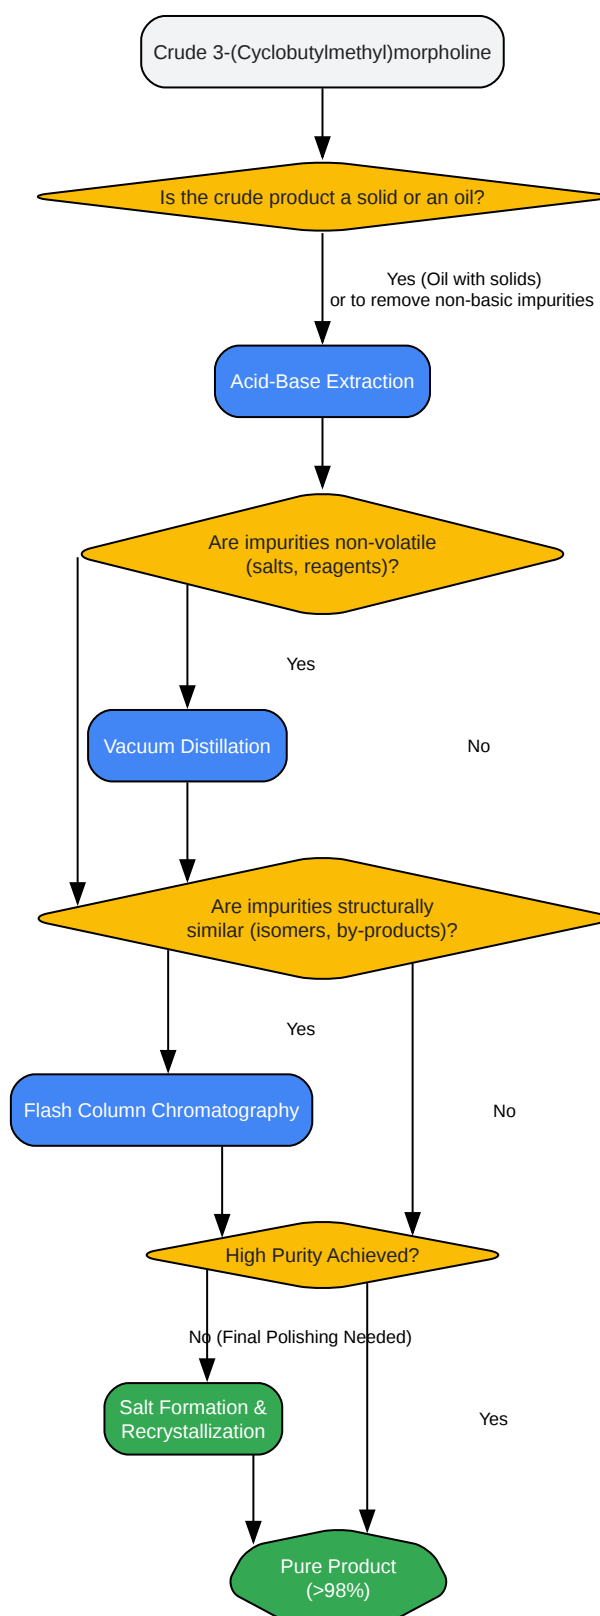 Crude 3-(Cyclobutylmethyl)morpholine
Is the crude product a solid or an oil?
Yes (Oil with solids)
or to remove non-basic impurities
Acid-Base Extraction
Are impurities non-volatile
(salts, reagents)?
Yes
Vacuum Distillation
No
Are impurities structurally
similar (isomers, by-products)?
Yes
Flash Column Chromatography
No
High Purity Achieved?
No (Final Polishing Needed)
Salt Formation &
Recrystallization
Yes
Pure Product
(>98%)